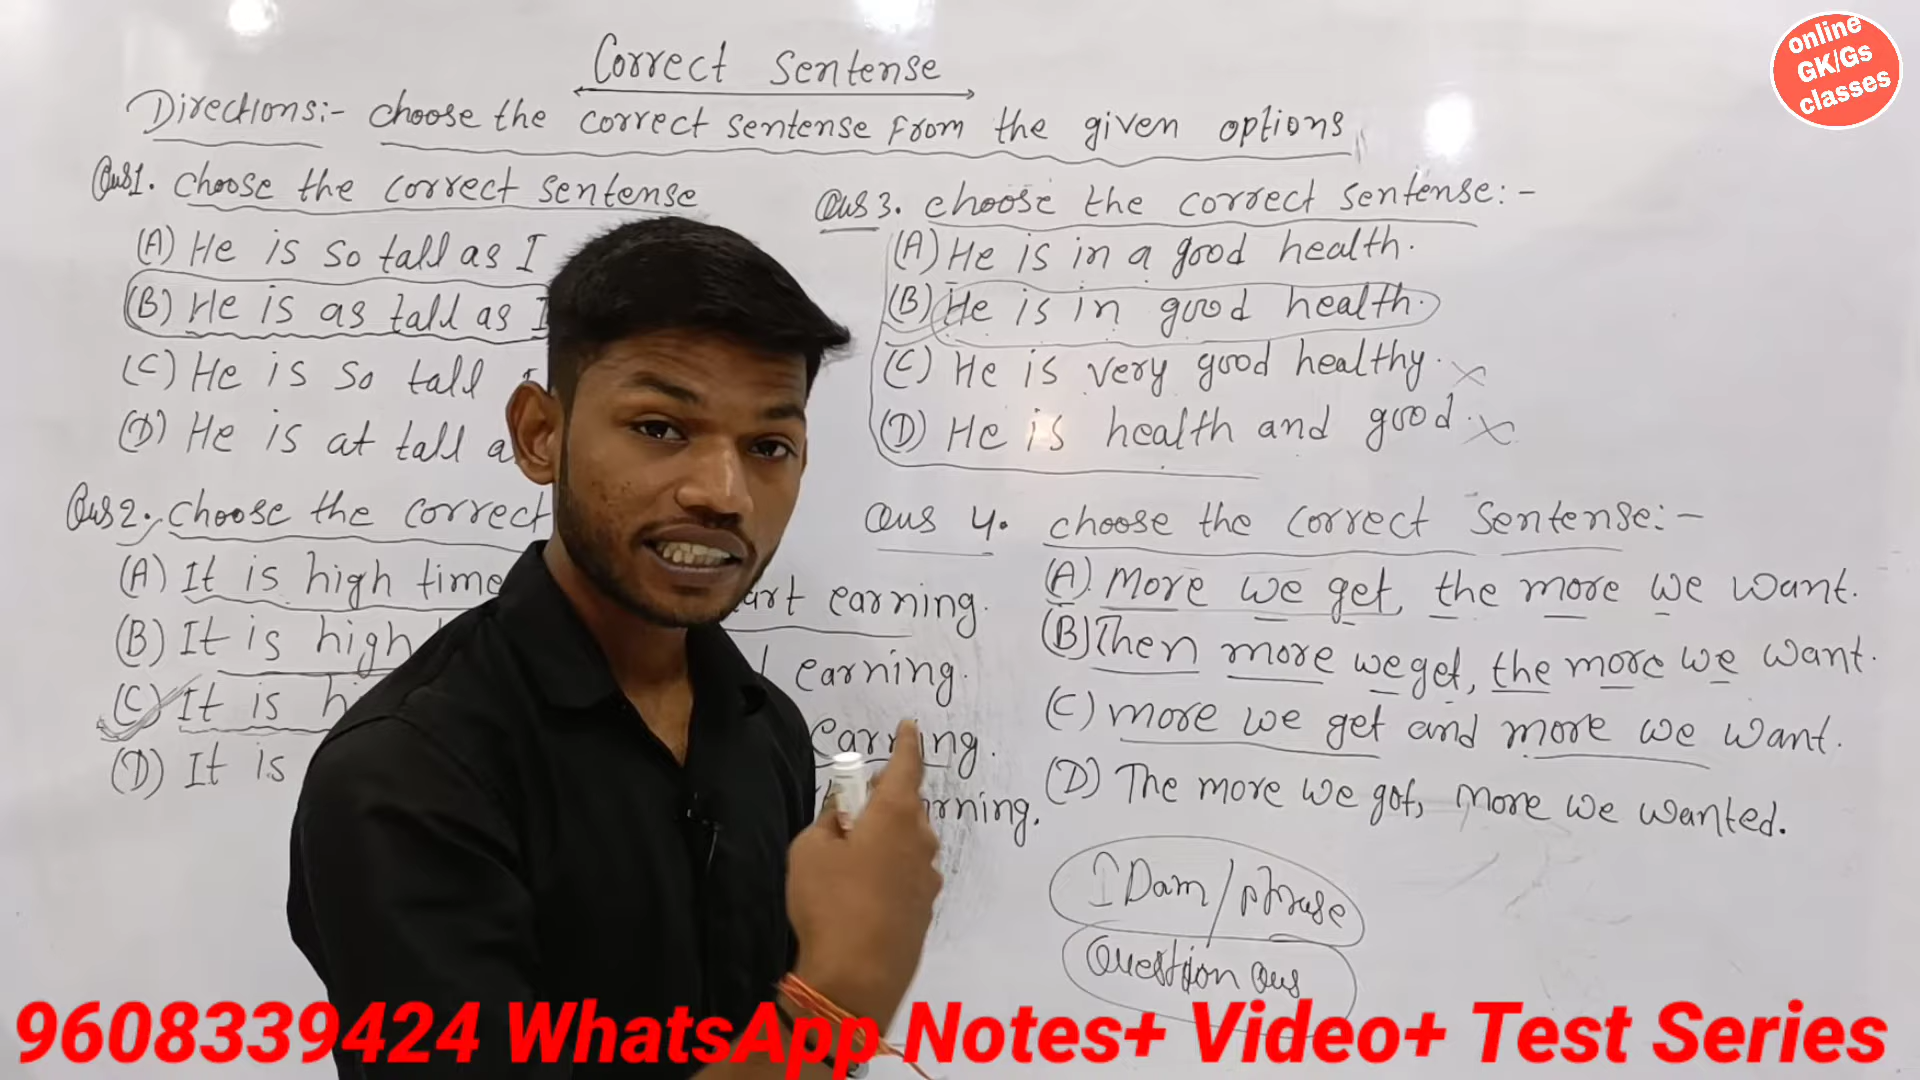 Correct Sentense
Directions:- choose the correct sentense from the given options
Qus1. choose the correct sentense
(A) He is so tall as I
(B) He is as tall as I
(C) He is so tall
(D) He is at tall
Qus2. choose the correct
(A) It is high time
art earning.
(B) It is high
earning.
(C) It is
earning.
(D) It is
rning.
Qus 3. choose the correct sentense:-
(A) He is in a good health.
(B) He is in good health.
(C) He is very good healthy.
(D) He is health and good.
Qus 4. choose the correct sentense:-
(A). More we get, the more we want.
(B) Then more we get, the more we want.
(C) more we get and more we want.
(D) The more we got, more we wanted.
IDam/phrase
Question Qus
online
GK/Gs
classes
9608339424 WhatsApp Notes+ Video+ Test Series